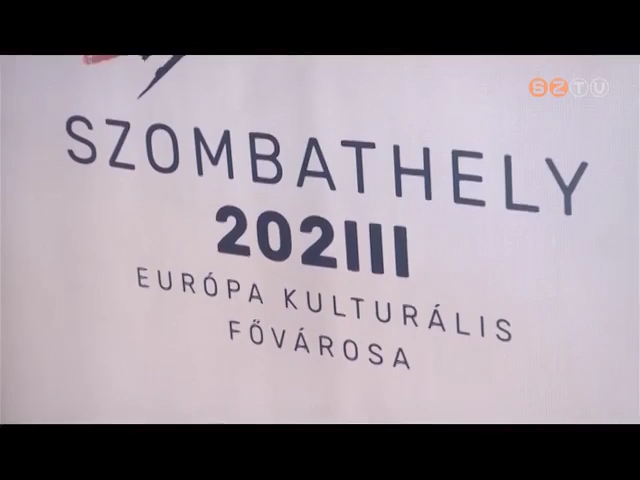 SZTV
SZOMBATHELY
202III
EURÓPA KULTURÁLIS
FŐVÁROSA